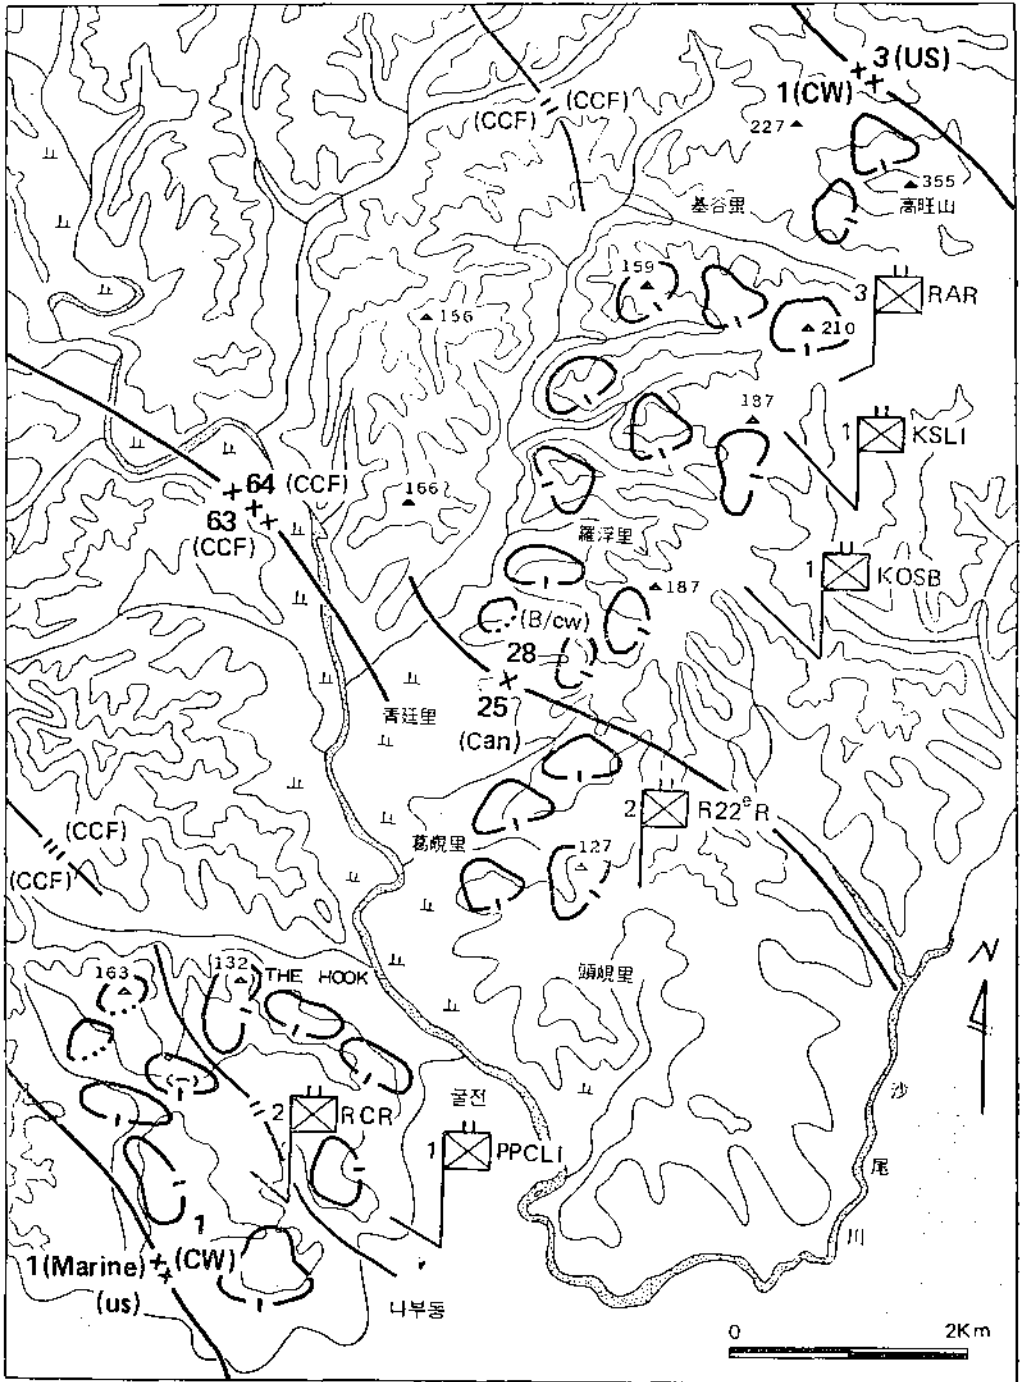 3 (US)
1 (CW)
(CCF)
(CCF)
227
355
高旺山
基谷里
159
3
RAR
156
210
187
1
KSLI
64 (CCF)
63
(CCF)
166
羅浮里
1
KOSB
187
(B/cw)
28
25
(Can)
靑廷里
2
R22eR
(CCF)
(CCF)
葛峴里
127
N
163
132
THE HOOK
頭峴里
(-)
굴전
沙
2
RCR
1
PPCLI
尾
川
1
1 (Marine)
(CW)
(us)
나부동
0
2Km